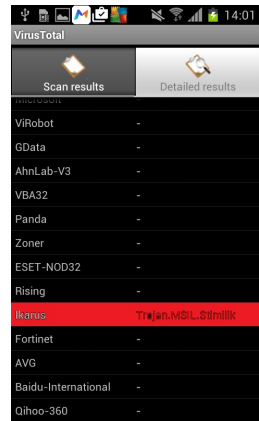 14:01
VirusTotal
Scan results
Detailed results
Microsoft -
ViRobot -
GData -
AhnLab-V3 -
VBA32 -
Panda -
Zoner -
ESET-NOD32 -
Rising -
Ikarus Trojan.MSIL.Stimilik
Fortinet -
AVG -
Baidu-International -
Qihoo-360 -